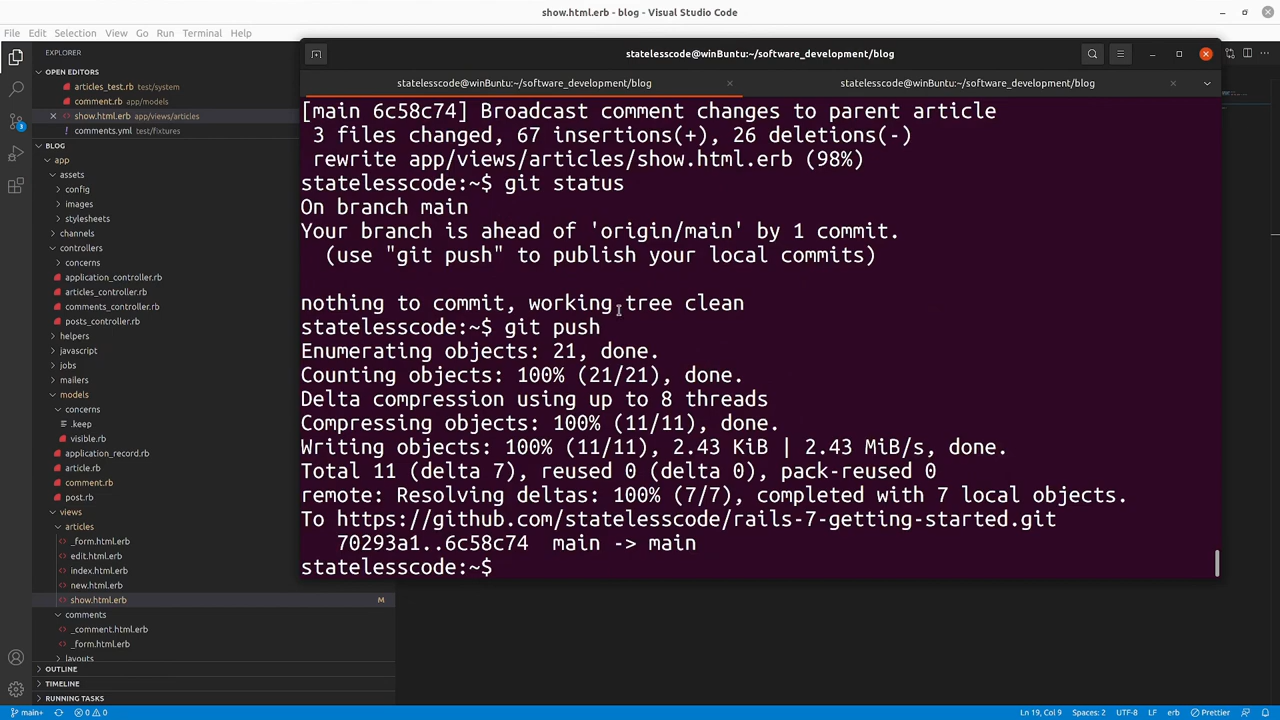 show.html.erb - blog - Visual Studio Code
File Edit Selection View Go Run Terminal Help
EXPLORER
OPEN EDITORS
articles_test.rb test/system
comment.rb app/models
show.html.erb app/views/articles
comments.yml test/fixtures
BLOG
app
assets
config
images
stylesheets
channels
controllers
concerns
application_controller.rb
articles_controller.rb
comments_controller.rb
posts_controller.rb
helpers
javascript
jobs
mailers
models
concerns
.keep
visible.rb
application_record.rb
article.rb
comment.rb
post.rb
views
articles
_form.html.erb
edit.html.erb
index.html.erb
new.html.erb
show.html.erb M
comments
_comment.html.erb
_form.html.erb
layouts
OUTLINE
TIMELINE
RUNNING TASKS
3
statelesscode@winBuntu:~/software_development/blog
statelesscode@winBuntu:~/software_development/blog
statelesscode@winBuntu:~/software_development/blog
[main 6c58c74] Broadcast comment changes to parent article
3 files changed, 67 insertions(+), 26 deletions(-)
rewrite app/views/articles/show.html.erb (98%)
statelesscode:~$ git status
On branch main
Your branch is ahead of 'origin/main' by 1 commit.
(use "git push" to publish your local commits)
nothing to commit, working tree clean
statelesscode:~$ git push
Enumerating objects: 21, done.
Counting objects: 100% (21/21), done.
Delta compression using up to 8 threads
Compressing objects: 100% (11/11), done.
Writing objects: 100% (11/11), 2.43 KiB | 2.43 MiB/s, done.
Total 11 (delta 7), reused 0 (delta 0), pack-reused 0
remote: Resolving deltas: 100% (7/7), completed with 7 local objects.
To https://github.com/statelesscode/rails-7-getting-started.git
70293a1..6c58c74 main -> main
statelesscode:~$
main+ 0 0 Ln 19, Col 9 Spaces: 2 UTF-8 LF erb Prettier